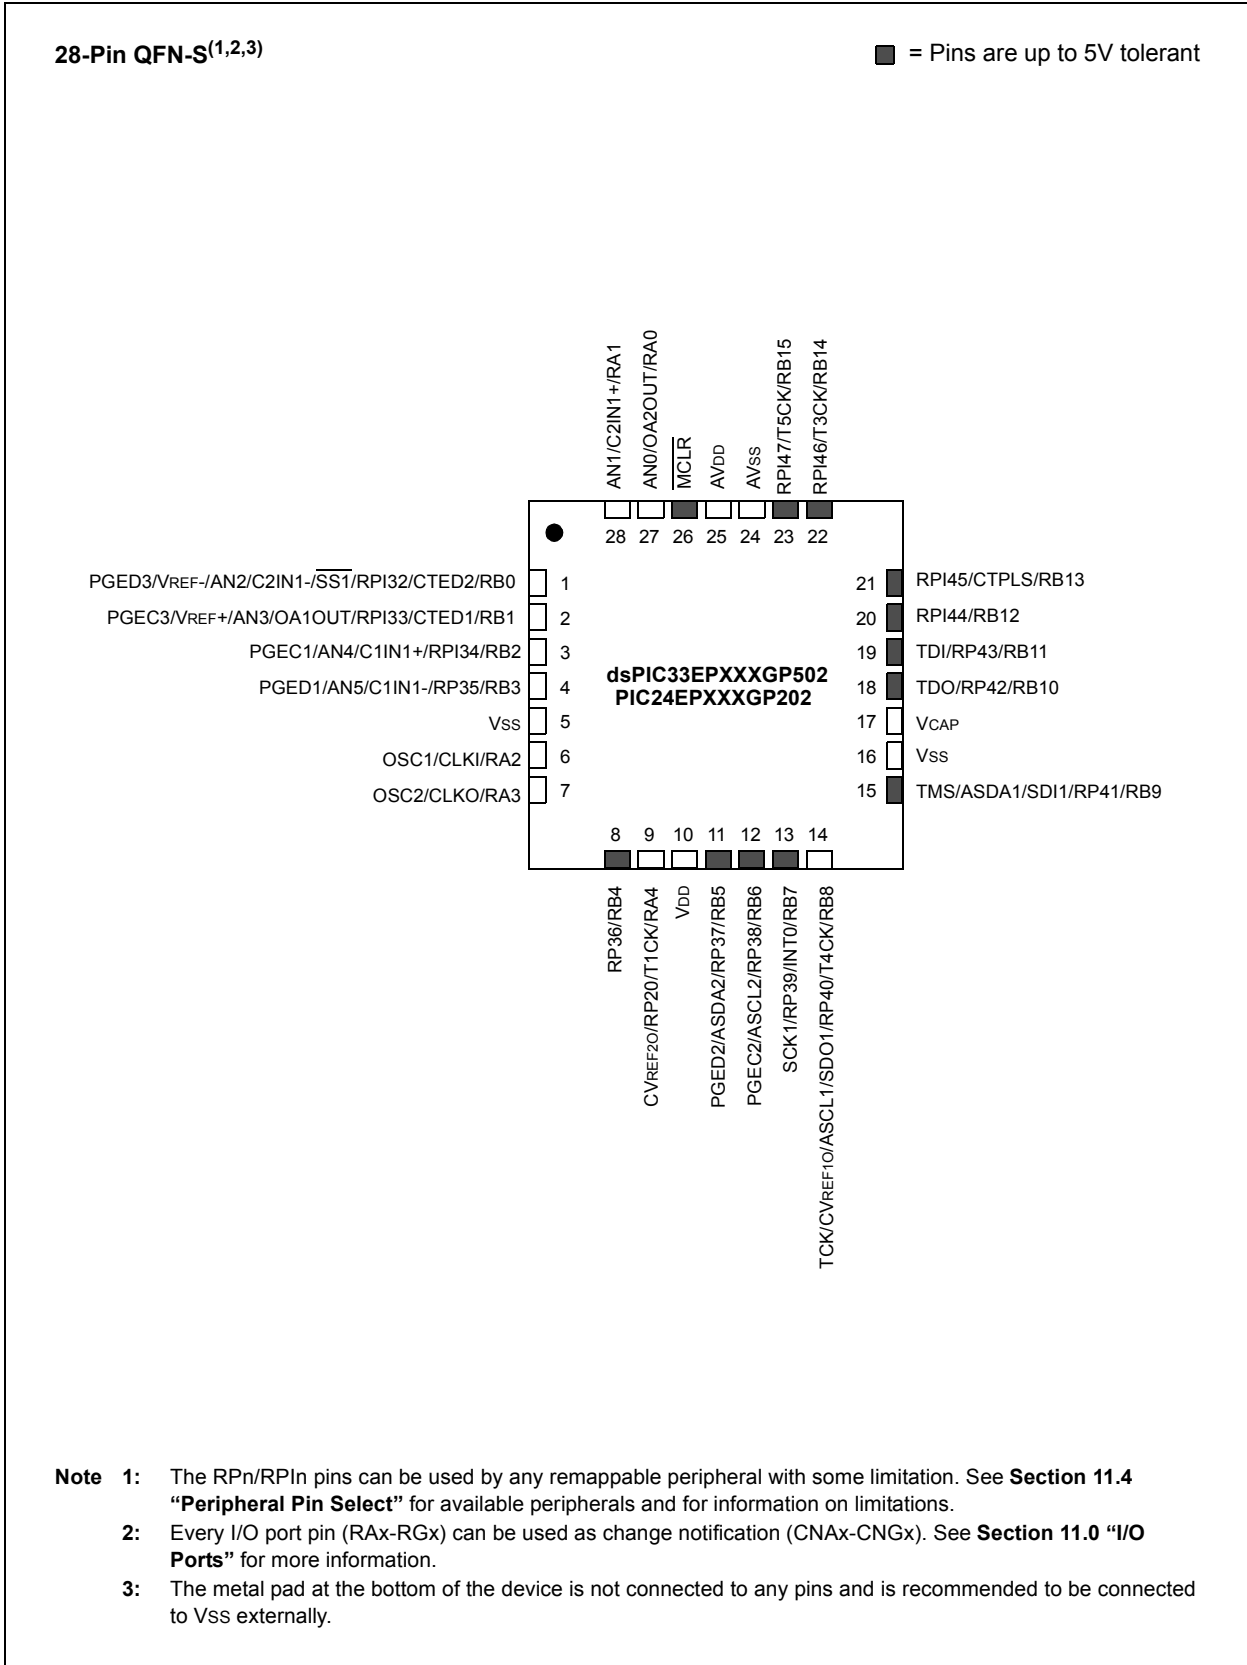 28-Pin QFN-S(1,2,3)
= Pins are up to 5V tolerant
AN1/C2IN1+/RA1
AN0/OA2OUT/RA0
MCLR
AVDD
AVSS
RPI47/T5CK/RB15
RPI46/T3CK/RB14
28 27 26 25 24 23 22
PGED3/VREF-/AN2/C2IN1-/SS1/RPI32/CTED2/RB0 1
PGEC3/VREF+/AN3/OA1OUT/RPI33/CTED1/RB1 2
PGEC1/AN4/C1IN1+/RPI34/RB2 3
PGED1/AN5/C1IN1-/RP35/RB3 4
VSS 5
OSC1/CLKI/RA2 6
OSC2/CLKO/RA3 7
dsPIC33EPXXXGP502
PIC24EPXXXGP202
21 RPI45/CTPLS/RB13
20 RPI44/RB12
19 TDI/RP43/RB11
18 TDO/RP42/RB10
17 VCAP
16 VSS
15 TMS/ASDA1/SDI1/RP41/RB9
8 9 10 11 12 13 14
RP36/RB4
CVREF2O/RP20/T1CK/RA4
VDD
PGED2/ASDA2/RP37/RB5
PGEC2/ASCL2/RP38/RB6
SCK1/RP39/INT0/RB7
TCK/CVREF1O/ASCL1/SDO1/RP40/T4CK/RB8
Note 1: The RPn/RPIn pins can be used by any remappable peripheral with some limitation. See Section 11.4
“Peripheral Pin Select” for available peripherals and for information on limitations.
2: Every I/O port pin (RAx-RGx) can be used as change notification (CNAx-CNGx). See Section 11.0 “I/O
Ports” for more information.
3: The metal pad at the bottom of the device is not connected to any pins and is recommended to be connected
to VSS externally.